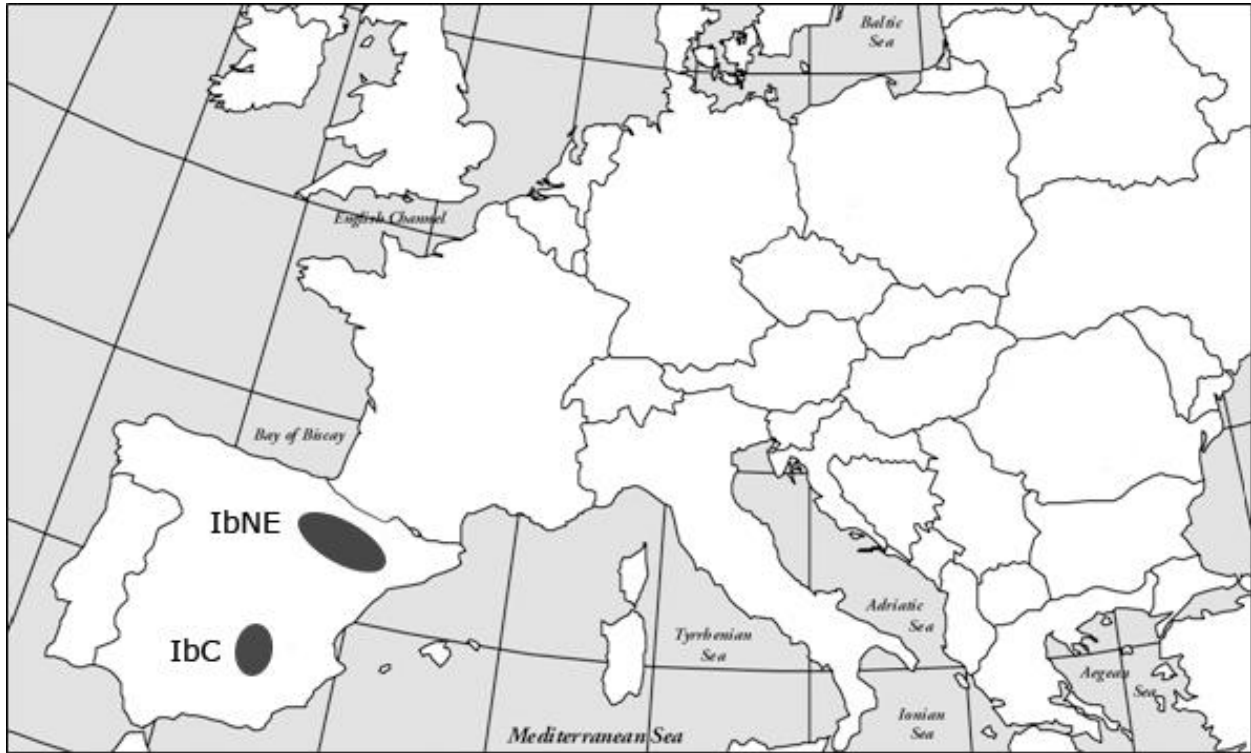 Baltic
Sea
English Channel
Bay of Biscay
IbNE
IbC
Adriatic
Sea
Tyrrhenian
Sea
Aegean
Sea
Ionian
Sea
Mediterranean Sea